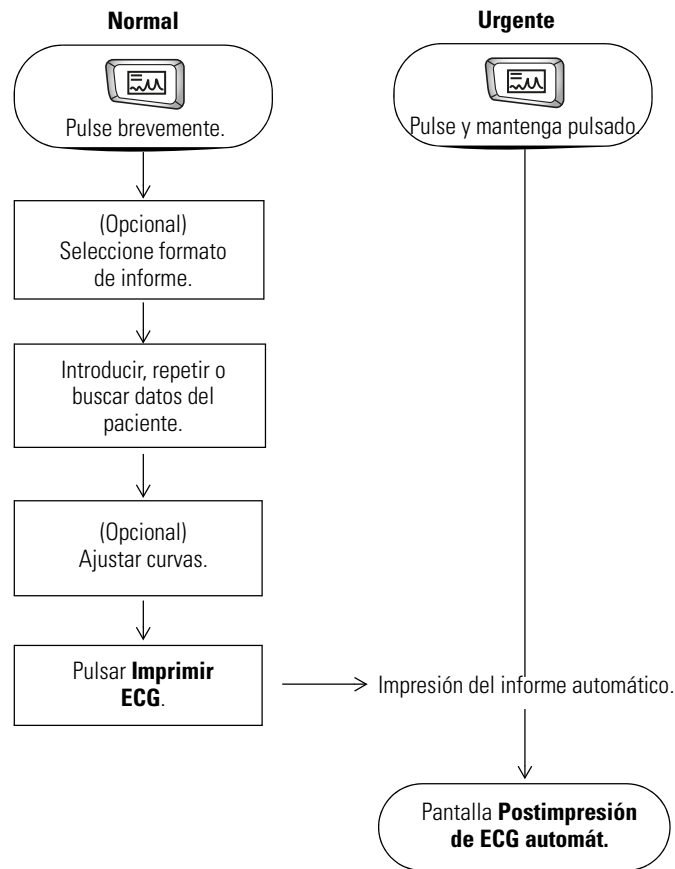 Normal
Pulse brevemente.
(Opcional)
Seleccione formato
de informe.
Introducir, repetir o
buscar datos del
paciente.
(Opcional)
Ajustar curvas.
Pulsar Imprimir
ECG.
Urgente
Pulse y mantenga pulsado.
Impresión del informe automático.
Pantalla Postimpresión
de ECG automát.